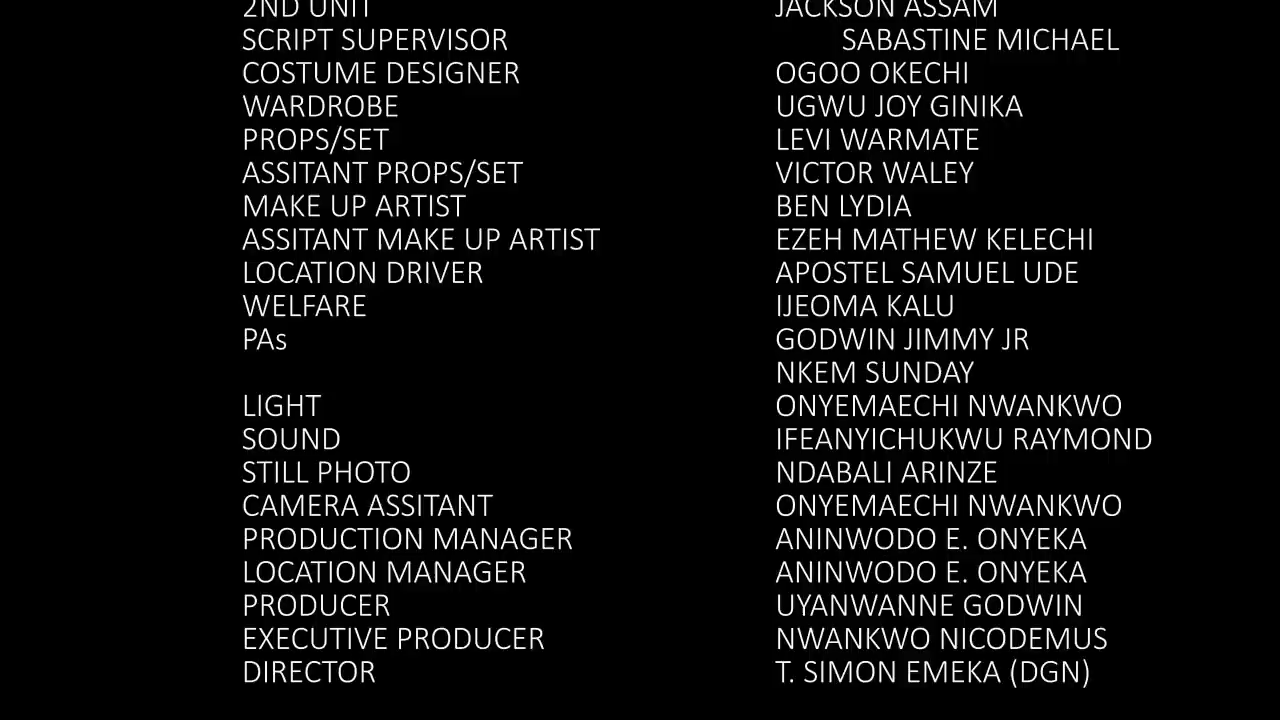 2ND UNIT JACKSON ASSAM
SCRIPT SUPERVISOR SABASTINE MICHAEL
COSTUME DESIGNER OGOO OKECHI
WARDROBE UGWU JOY GINIKA
PROPS/SET LEVI WARMATE
ASSITANT PROPS/SET VICTOR WALEY
MAKE UP ARTIST BEN LYDIA
ASSITANT MAKE UP ARTIST EZEH MATHEW KELECHI
LOCATION DRIVER APOSTEL SAMUEL UDE
WELFARE IJEOMA KALU
PAs GODWIN JIMMY JR
NKEM SUNDAY
LIGHT ONYEMAECHI NWANKWO
SOUND IFEANYICHUKWU RAYMOND
STILL PHOTO NDABALI ARINZE
CAMERA ASSITANT ONYEMAECHI NWANKWO
PRODUCTION MANAGER ANINWODO E. ONYEKA
LOCATION MANAGER ANINWODO E. ONYEKA
PRODUCER UYANWANNE GODWIN
EXECUTIVE PRODUCER NWANKWO NICODEMUS
DIRECTOR T. SIMON EMEKA (DGN)